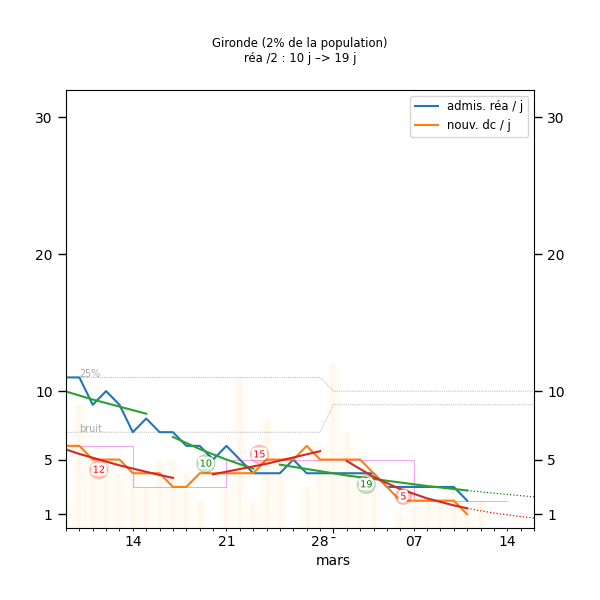 Gironde (2% de la population)
réa /2 : 10 j –> 19 j
admis. réa / j
nouv. dc / j
30 30
20 20
25%
10 10
bruit
15
10
12
5 5
19
5
1 1
14 21 28 07 14
mars